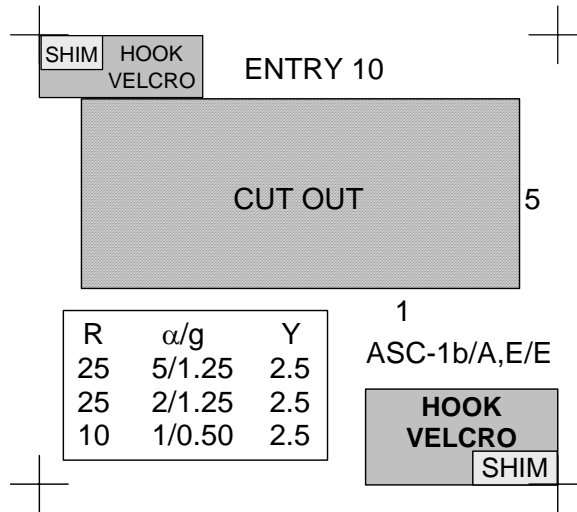 SHIM HOOK
VELCRO
ENTRY 10
CUT OUT
5
1
R α/g Y
25 5/1.25 2.5
25 2/1.25 2.5
10 1/0.50 2.5
ASC-1b/A,E/E
HOOK
VELCRO
SHIM